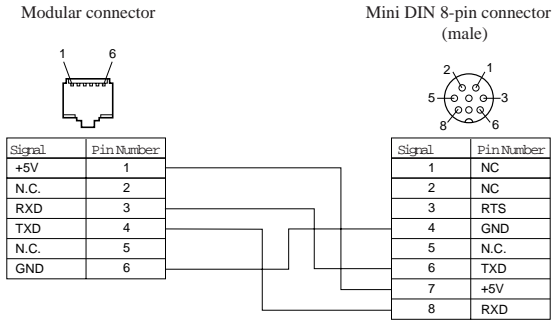 Modular connector
Mini DIN 8-pin connector
(male)
1 6
2 1
5 3
8 6
Signal Pin Number
+5V 1
N.C. 2
RXD 3
TXD 4
N.C. 5
GND 6
Signal Pin Number
1 NC
2 NC
3 RTS
4 GND
5 N.C.
6 TXD
7 +5V
8 RXD